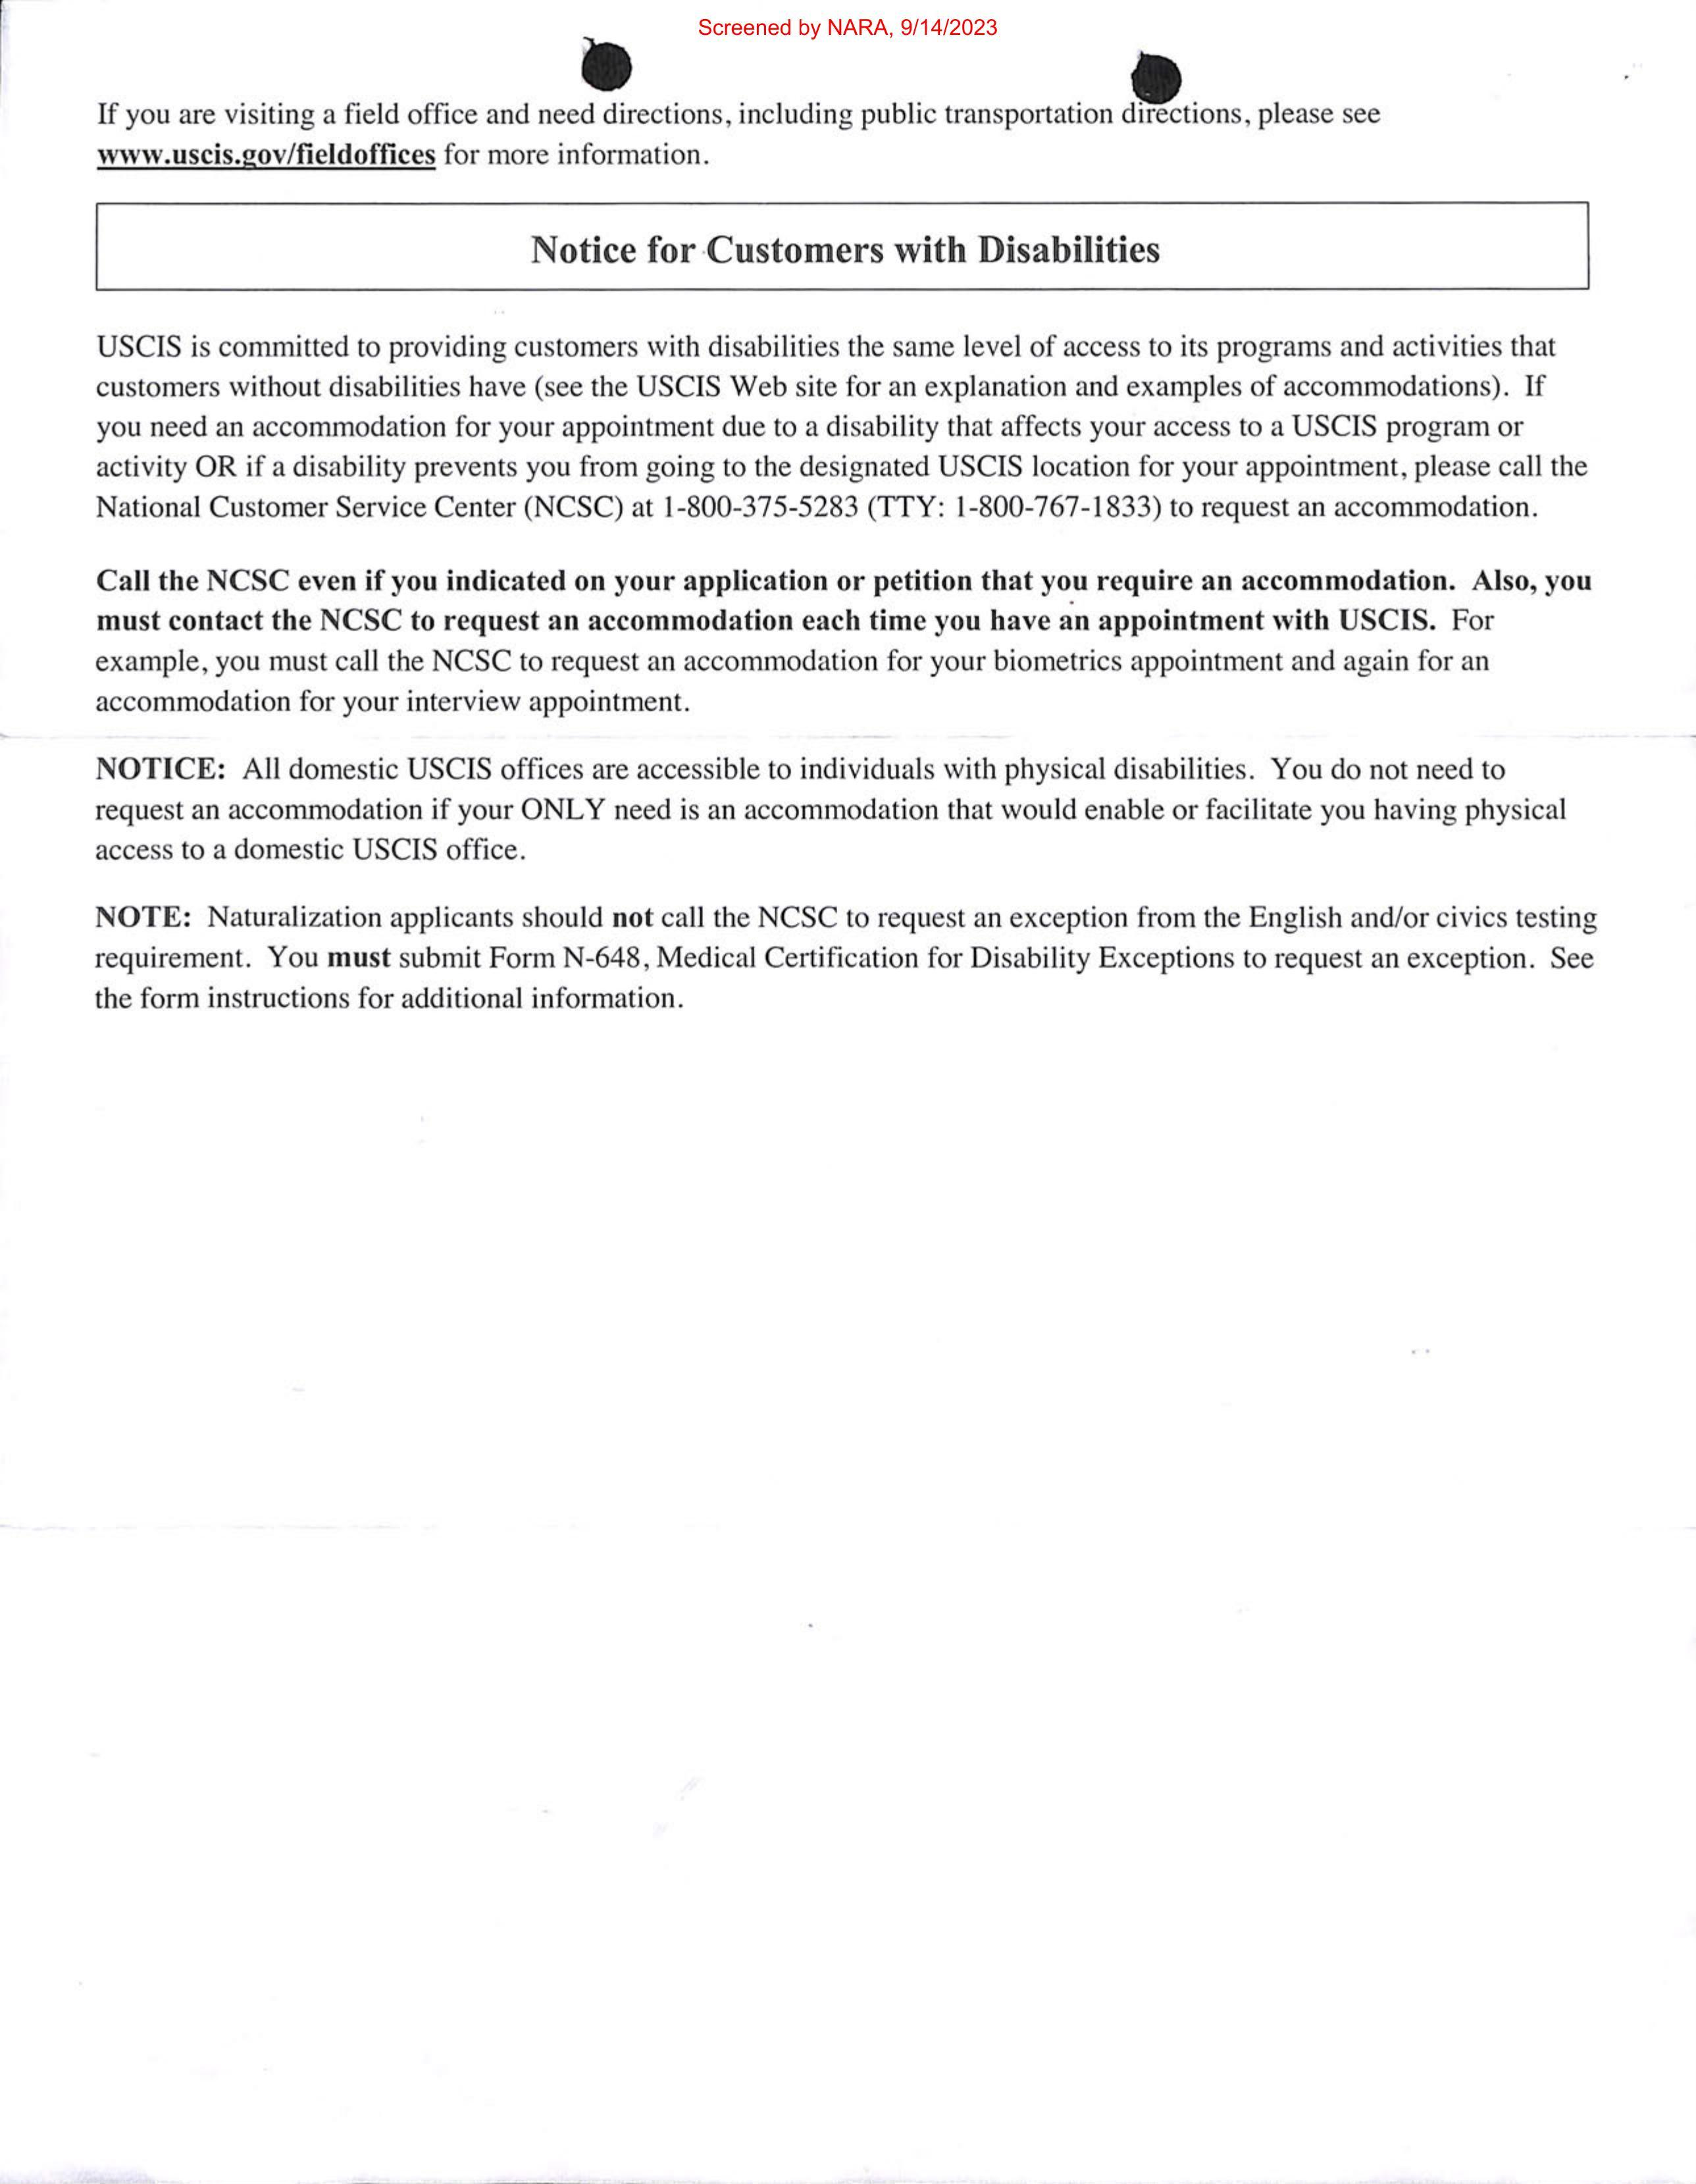 Screened by NARA, 9/14/2023
If you are visiting a field office and need directions, including public transportation directions, please see
www.uscis.gov/fieldoffices for more information.
Notice for Customers with Disabilities
USCIS is committed to providing customers with disabilities the same level of access to its programs and activities that
customers without disabilities have (see the USCIS Web site for an explanation and examples of accommodations).  If
you need an accommodation for your appointment due to a disability that affects your access to a USCIS program or
activity OR if a disability prevents you from going to the designated USCIS location for your appointment, please call the
National Customer Service Center (NCSC) at 1-800-375-5283 (TTY: 1-800-767-1833) to request an accommodation.
Call the NCSC even if you indicated on your application or petition that you require an accommodation.  Also, you
must contact the NCSC to request an accommodation each time you have an appointment with USCIS.  For
example, you must call the NCSC to request an accommodation for your biometrics appointment and again for an
accommodation for your interview appointment.
NOTICE:  All domestic USCIS offices are accessible to individuals with physical disabilities.  You do not need to
request an accommodation if your ONLY need is an accommodation that would enable or facilitate you having physical
access to a domestic USCIS office.
NOTE:  Naturalization applicants should not call the NCSC to request an exception from the English and/or civics testing
requirement.  You must submit Form N-648, Medical Certification for Disability Exceptions to request an exception.  See
the form instructions for additional information.